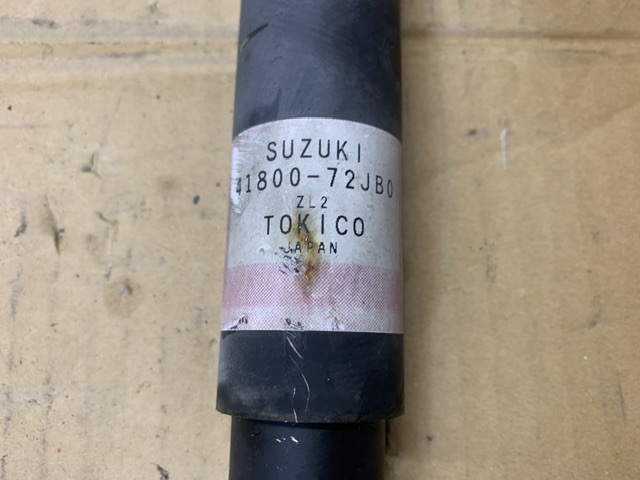 SUZUKI
41800-72JB0
ZL2
TOKICO
JAPAN